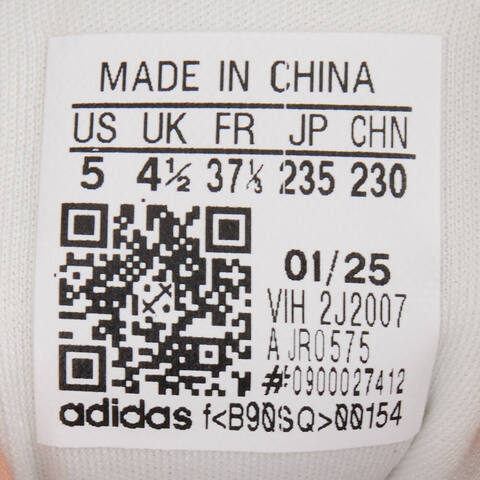 MADE IN CHINA
US UK FR JP CHN
5 4½ 37⅓ 235 230
01/25
VIH 2J2007
A JR0575
#0900027412
adidas f<B90SQ>00154